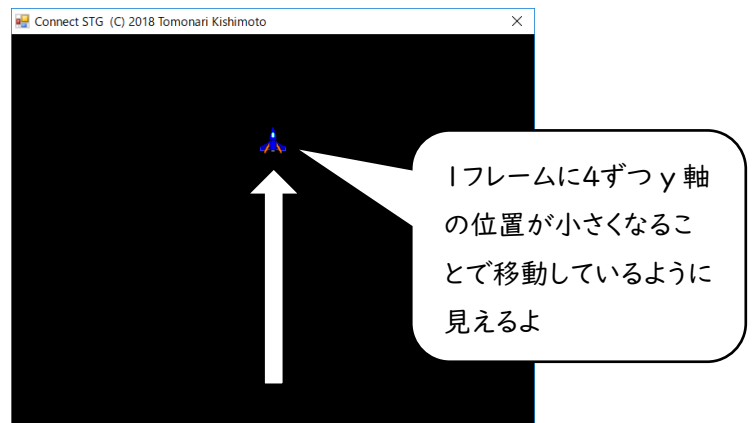 Connect STG (C) 2018 Tomonari Kishimoto
1フレームに4ずつ y 軸
の位置が小さくなるこ
とで移動しているように
見えるよ